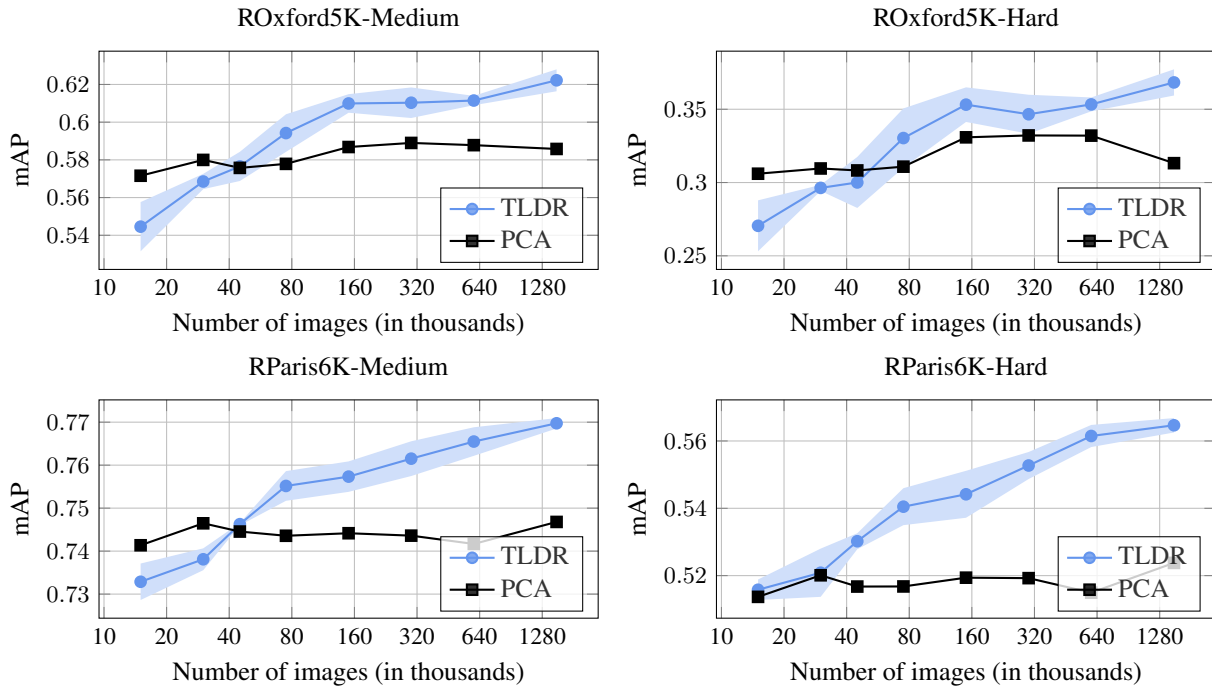 ROxford5K-Medium
mAP
0.62
0.6
0.58
0.56
0.54
TLDR
PCA
10 20 40 80 160 320 640 1280
Number of images (in thousands)
ROxford5K-Hard
mAP
0.35
0.3
0.25
TLDR
PCA
10 20 40 80 160 320 640 1280
Number of images (in thousands)
RParis6K-Medium
mAP
0.77
0.76
0.75
0.74
0.73
TLDR
PCA
10 20 40 80 160 320 640 1280
Number of images (in thousands)
RParis6K-Hard
mAP
0.56
0.54
0.52
TLDR
PCA
10 20 40 80 160 320 640 1280
Number of images (in thousands)